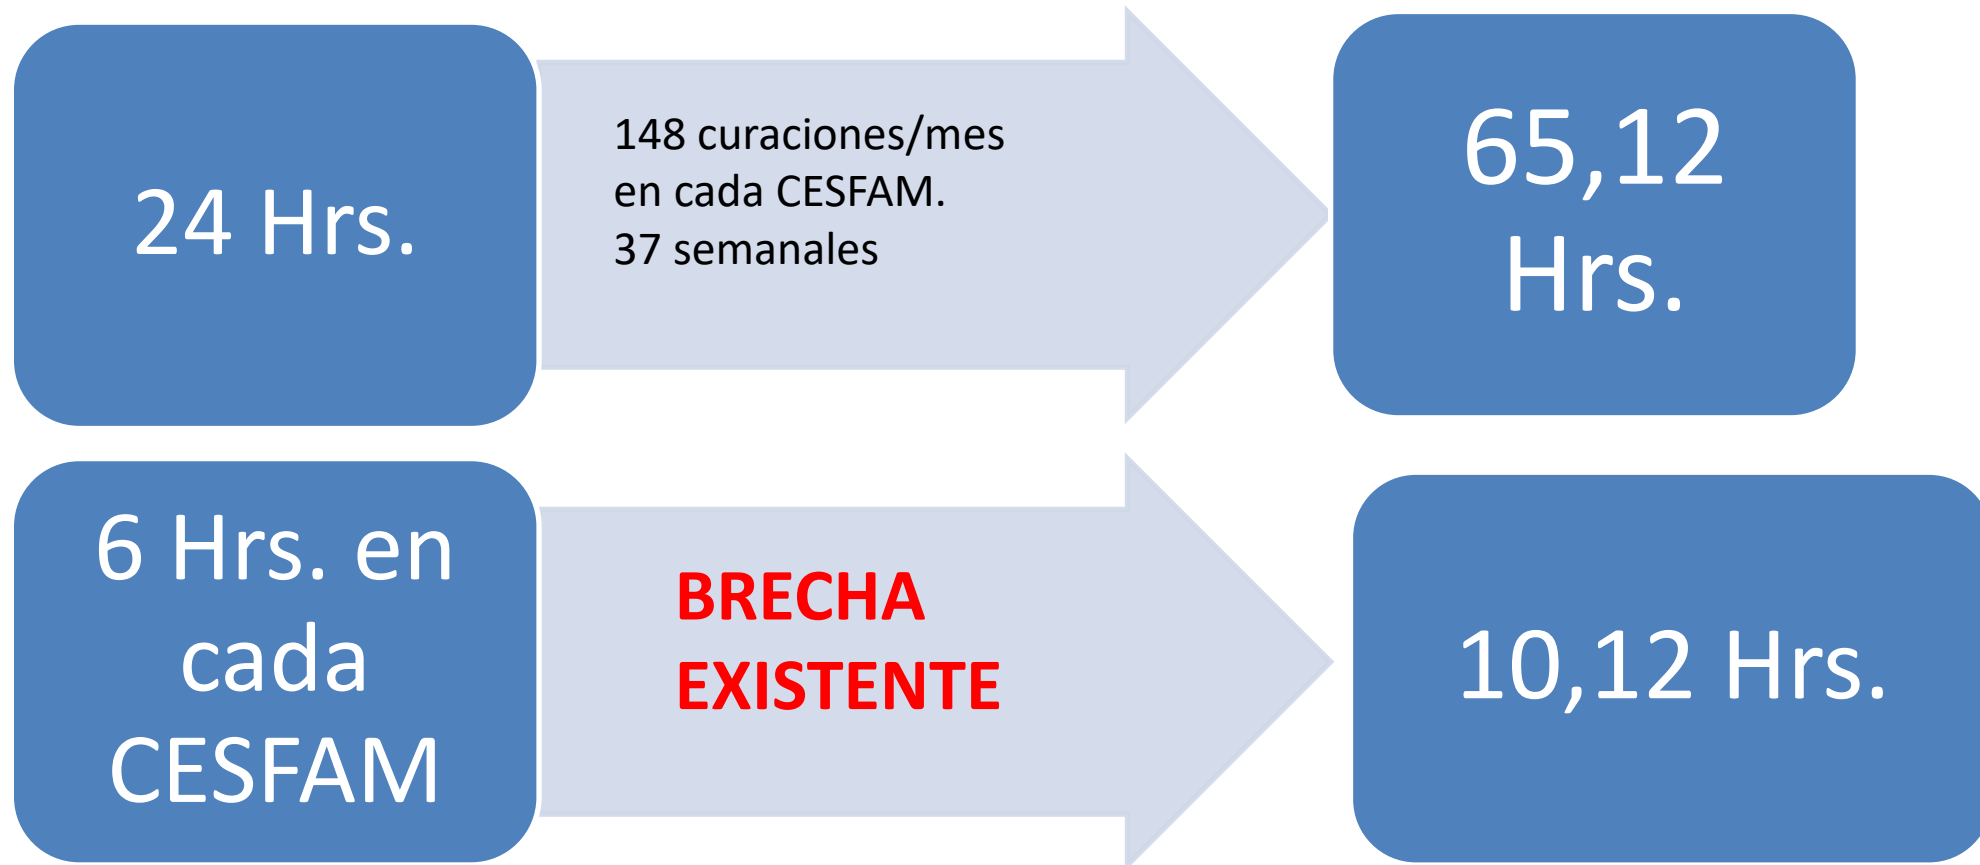 24 Hrs.
148 curaciones/mes
en cada CESFAM.
37 semanales
65,12
Hrs.
6 Hrs. en
cada
CESFAM
BRECHA
EXISTENTE
10,12 Hrs.